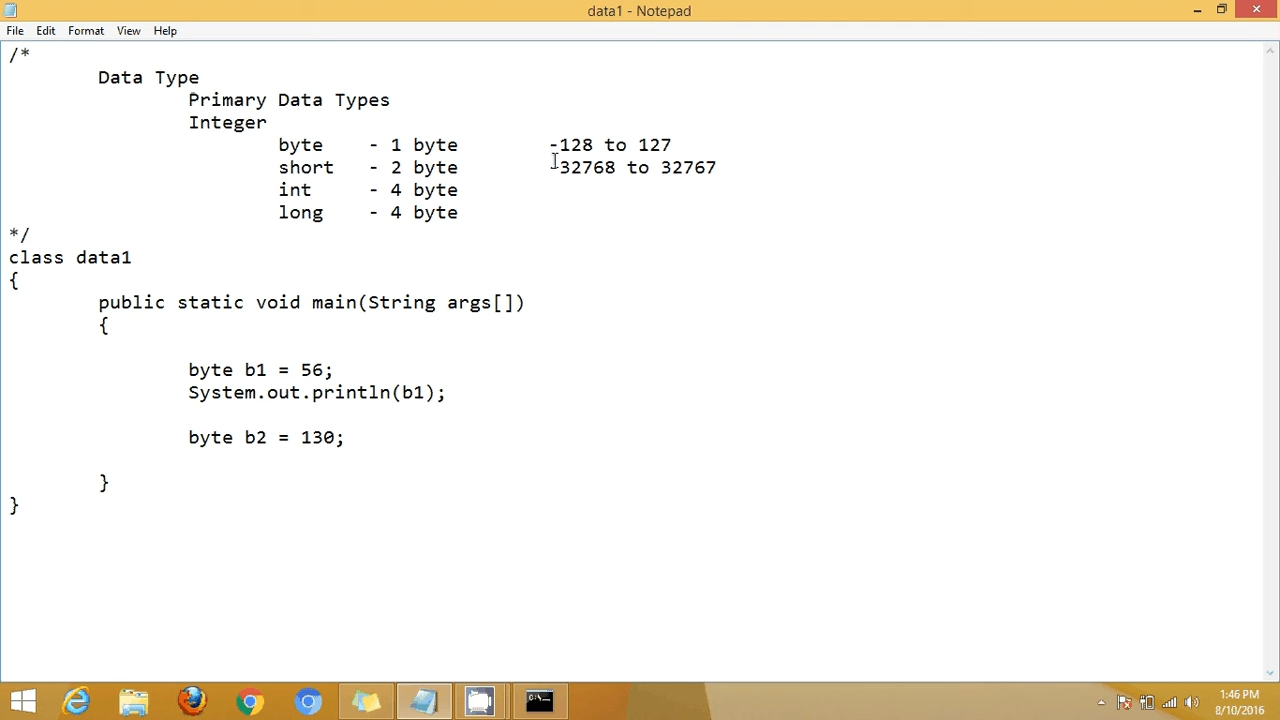 data1 - Notepad
File Edit Format View Help
/*
Data Type
Primary Data Types
Integer
byte - 1 byte -128 to 127
short - 2 byte -32768 to 32767
int - 4 byte
long - 4 byte
*/
class data1
{
public static void main(String args[])
{
byte b1 = 56;
System.out.println(b1);
byte b2 = 130;
}
}
1:46 PM
8/10/2016